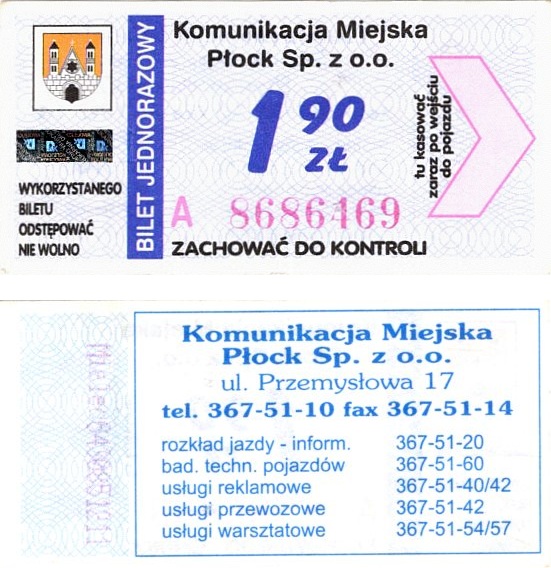 BILET JEDNORAZOWY
Komunikacja Miejska
Płock Sp. z o.o.
1 90
ZŁ
tu kasować
zaraz po wejściu
do pojazdu
WYKORZYSTANEGO
BILETU
ODSTĘPOWAĆ
NIE WOLNO
A 8686469
ZACHOWAĆ DO KONTROLI
Komunikacja Miejska
Płock Sp. z o.o.
ul. Przemysłowa 17
tel. 367-51-10 fax 367-51-14
rozkład jazdy - inform. 367-51-20
bad. techn. pojazdów 367-51-60
usługi reklamowe 367-51-40/42
usługi przewozowe 367-51-42
usługi warsztatowe 367-51-54/57